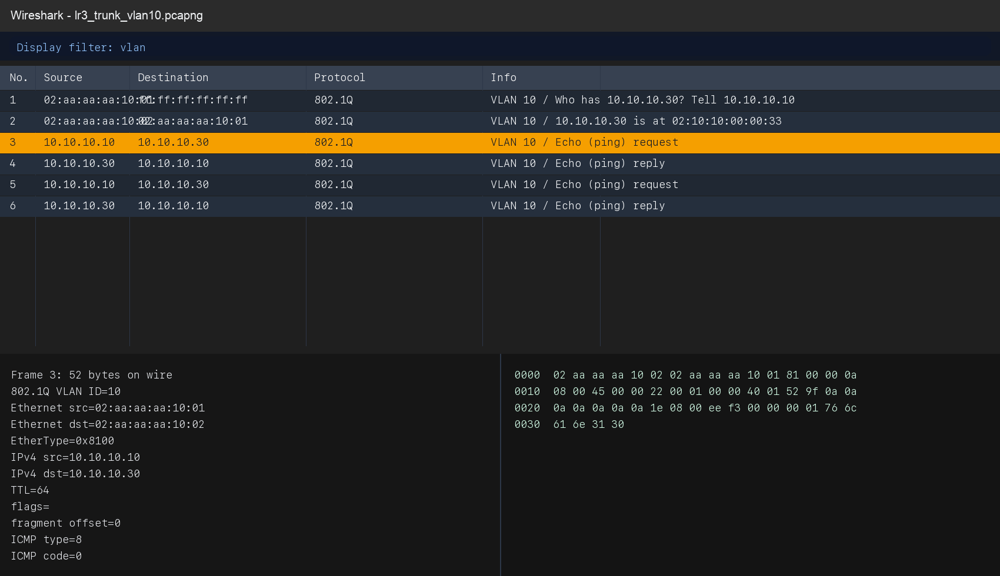 Wireshark - lr3_trunk_vlan10.pcapng
Display filter: vlan
No. Source Destination Protocol Info
1 02:aa:aa:aa:10:01 ff:ff:ff:ff:ff:ff 802.1Q VLAN 10 / Who has 10.10.10.30? Tell 10.10.10.10
2 02:aa:aa:aa:10:02 02:aa:aa:aa:10:01 802.1Q VLAN 10 / 10.10.10.30 is at 02:10:10:00:00:33
3 10.10.10.10 10.10.10.30 802.1Q VLAN 10 / Echo (ping) request
4 10.10.10.30 10.10.10.10 802.1Q VLAN 10 / Echo (ping) reply
5 10.10.10.10 10.10.10.30 802.1Q VLAN 10 / Echo (ping) request
6 10.10.10.30 10.10.10.10 802.1Q VLAN 10 / Echo (ping) reply
Frame 3: 52 bytes on wire
802.1Q VLAN ID=10
Ethernet src=02:aa:aa:aa:10:01
Ethernet dst=02:aa:aa:aa:10:02
EtherType=0x8100
IPv4 src=10.10.10.10
IPv4 dst=10.10.10.30
TTL=64
flags=
fragment offset=0
ICMP type=8
ICMP code=0
0000 02 aa aa aa 10 02 02 aa aa aa 10 01 81 00 00 0a
0010 08 00 45 00 00 22 00 01 00 00 40 01 52 9f 0a 0a
0020 0a 0a 0a 0a 0a 1e 08 00 ee f3 00 00 00 01 76 6c
0030 61 6e 31 30